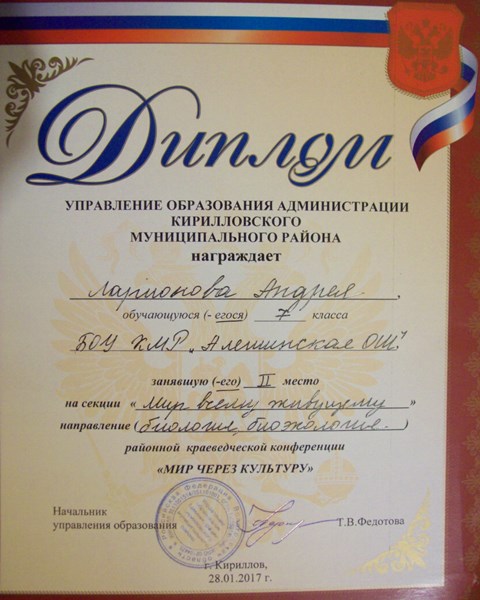 Диплом
УПРАВЛЕНИЕ ОБРАЗОВАНИЯ АДМИНИСТРАЦИИ
КИРИЛЛОВСКОГО
МУНИЦИПАЛЬНОГО РАЙОНА
награждает
Ларионова Андрея
обучающуюся (- егося) 7 класса
БОУ КМР „Алешинская ОШ"
занявшую (-его) II место
на секции «Мир всему живущему»
направление (биология, биоэкология)
районной краеведческой конференции
«МИР ЧЕРЕЗ КУЛЬТУРУ»
Начальник
управления образования Т.В.Федотова
г. Кириллов,
28.01.2017 г.